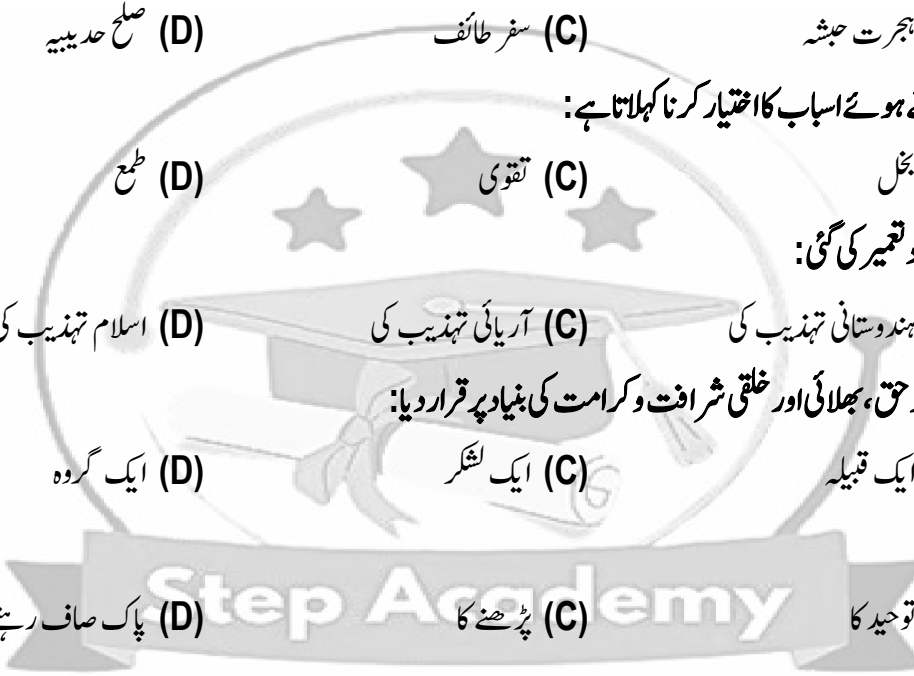 ہجرت حبشہ (C) سفر طائف (D) صلح حدیبیہ
ہوئے اسباب کا اختیار کرنا کہلاتا ہے:
بخل (C) تقویٰ (D) طمع
تعمیر کی گئی:
ہندوستانی تہذیب کی (C) آریائی تہذیب کی (D) اسلام تہذیب کی
حق، بھلائی اور خلقی شرافت و کرامت کی بنیاد پر قرار دیا:
ایک قبیلہ (C) ایک لشکر (D) ایک گروہ
توحید کا (C) پڑھنے کا (D) پاک صاف رہنے
Step Academy